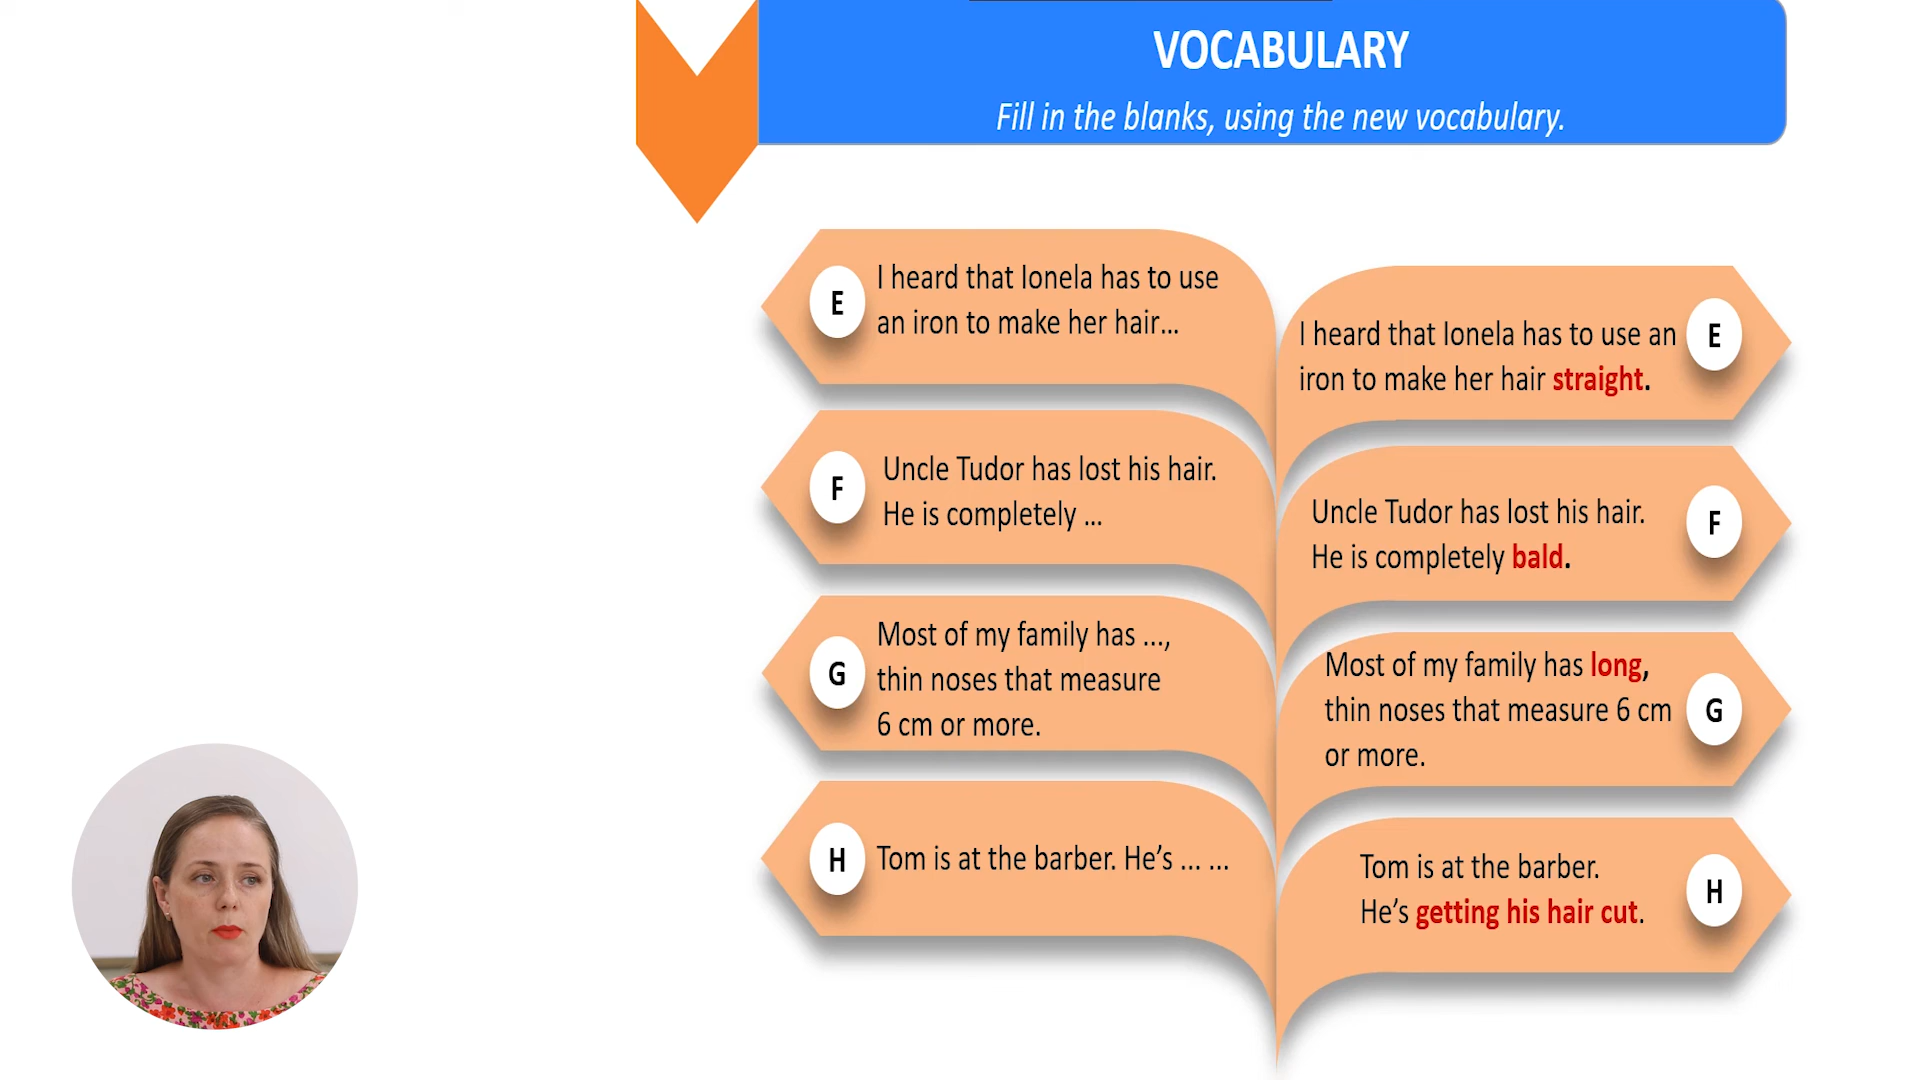 VOCABULARY
Fill in the blanks, using the new vocabulary.
E
I heard that Ionela has to use
an iron to make her hair...
F
Uncle Tudor has lost his hair.
He is completely ...
G
Most of my family has ...,
thin noses that measure
6 cm or more.
H
Tom is at the barber. He's ... ...
I heard that Ionela has to use an
iron to make her hair straight.
E
Uncle Tudor has lost his hair.
He is completely bald.
F
Most of my family has long,
thin noses that measure 6 cm
or more.
G
Tom is at the barber.
He's getting his hair cut.
H